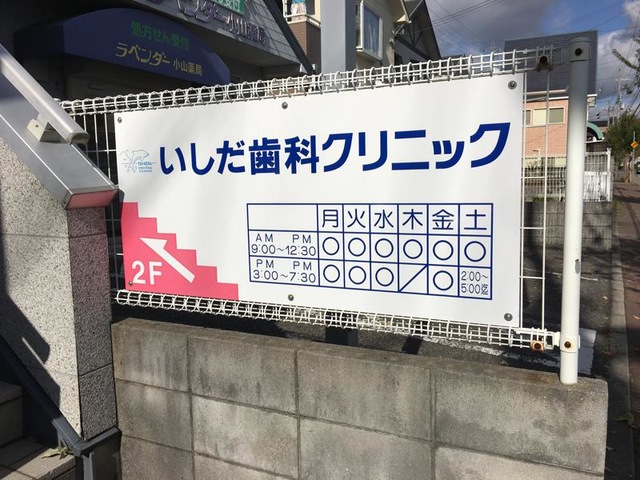 処方せん受付
ラベンダー 小山薬局
いしだ歯科クリニック
月 火 水 木 金 土
AM PM
9:00~12:30 ○ ○ ○ ○ ○ ○
PM PM
3:00~7:30 ○ ○ ○ / ○ 2:00~
5:00迄
2F